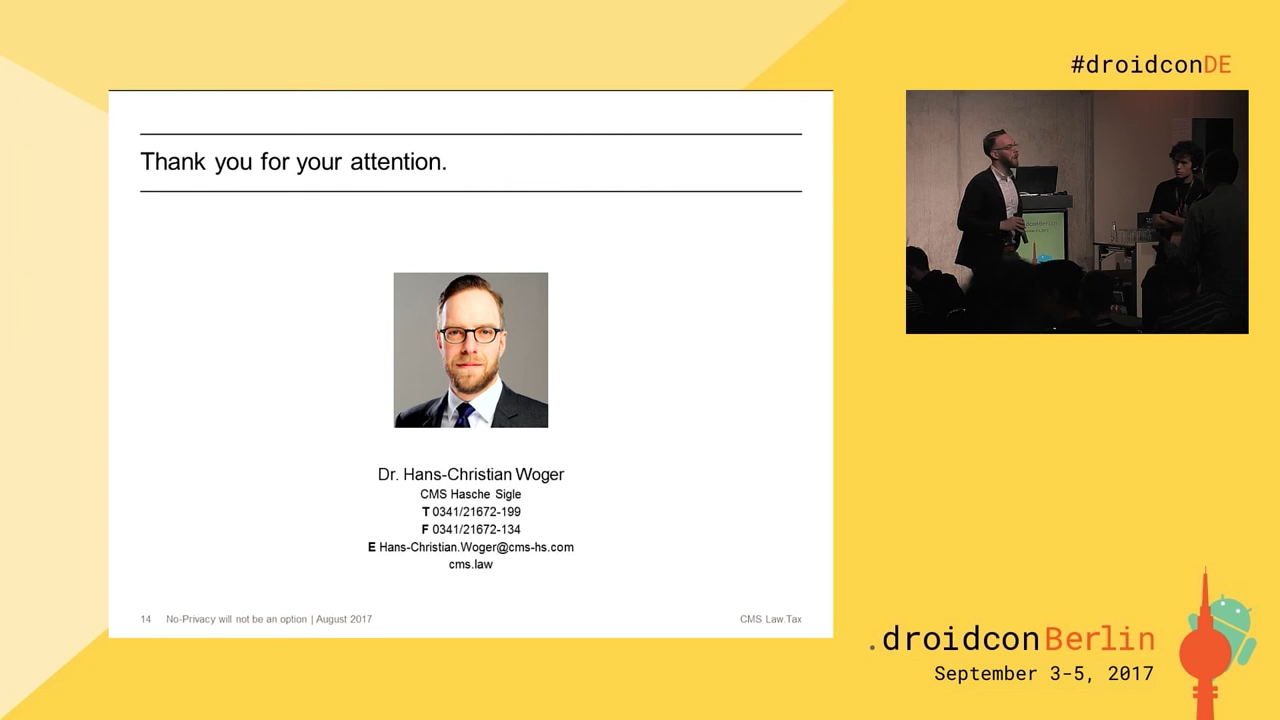 #droidconDE
Thank you for your attention.
Dr. Hans-Christian Woger
CMS Hasche Sigle
T 0341/21672-199
F 0341/21672-134
E Hans-Christian.Woger@cms-hs.com
cms.law
14 No-Privacy will not be an option | August 2017 CMS Law.Tax
.droidconBerlin
September 3-5, 2017